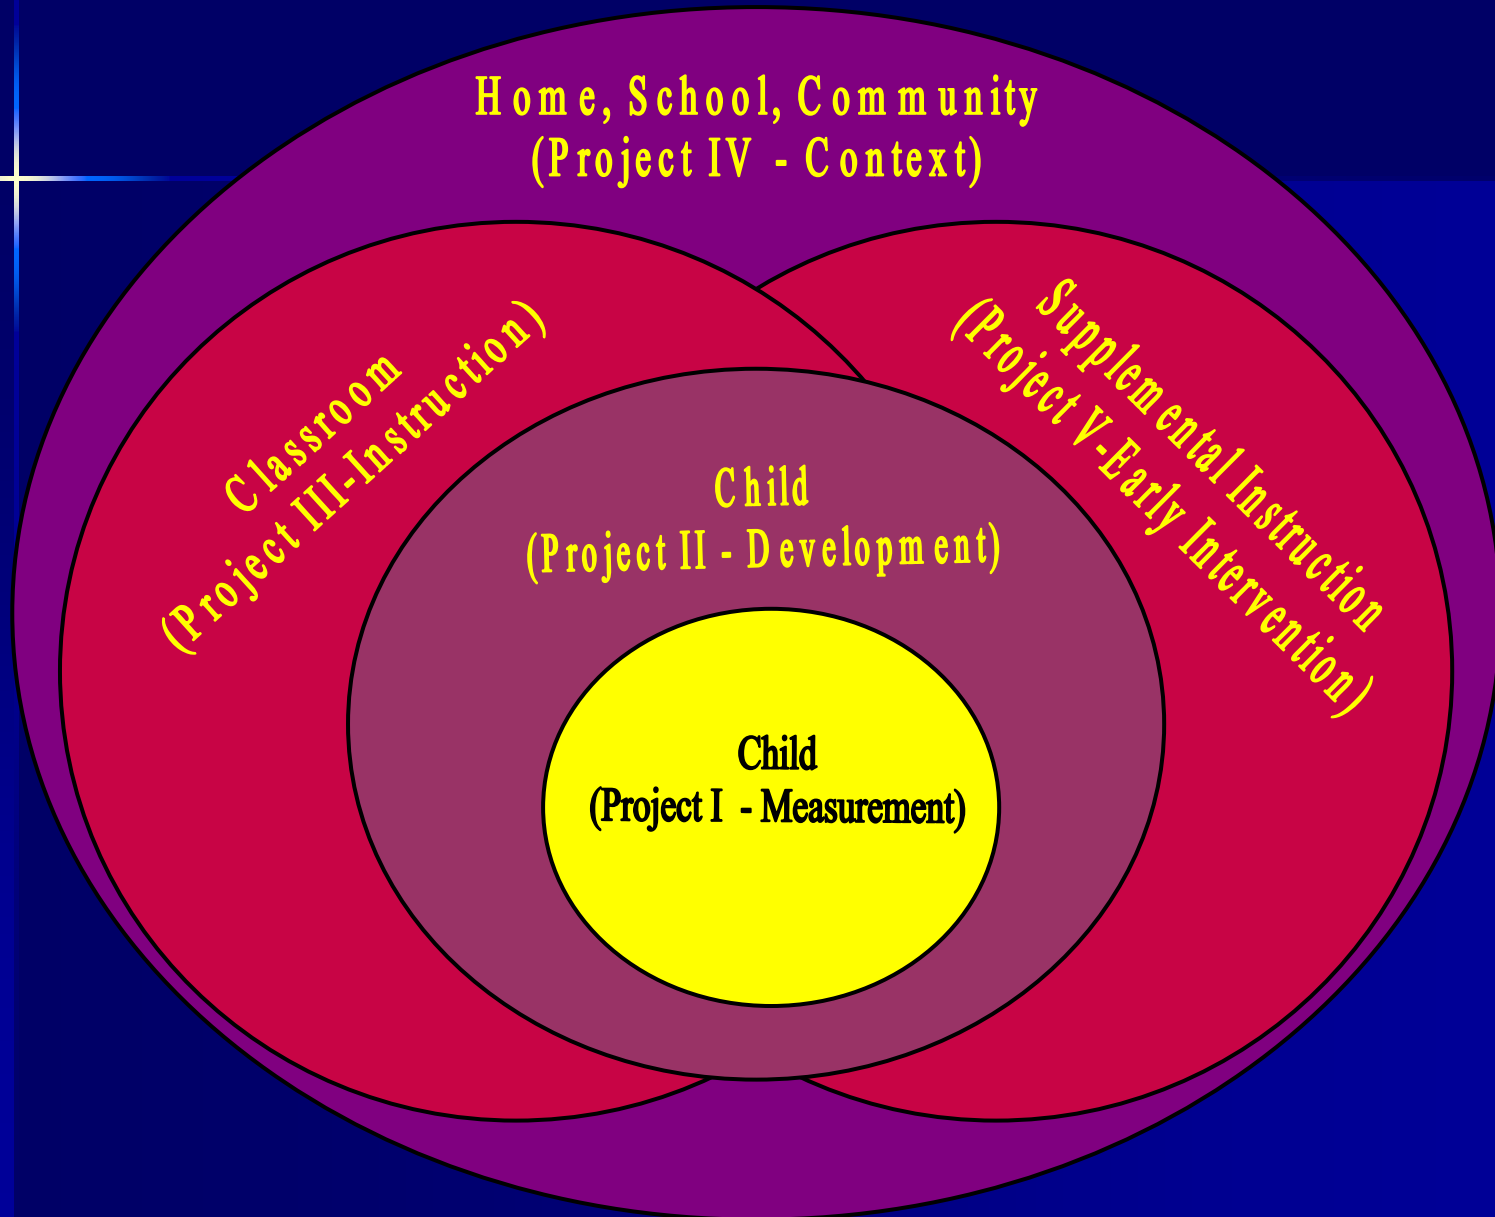 Home, School, Community
(Project IV - Context)
Classroom
(Project III-Instruction)
Supplemental Instruction
(Project V-Early Intervention)
Child
(Project II - Development)
Child
(Project I - Measurement)